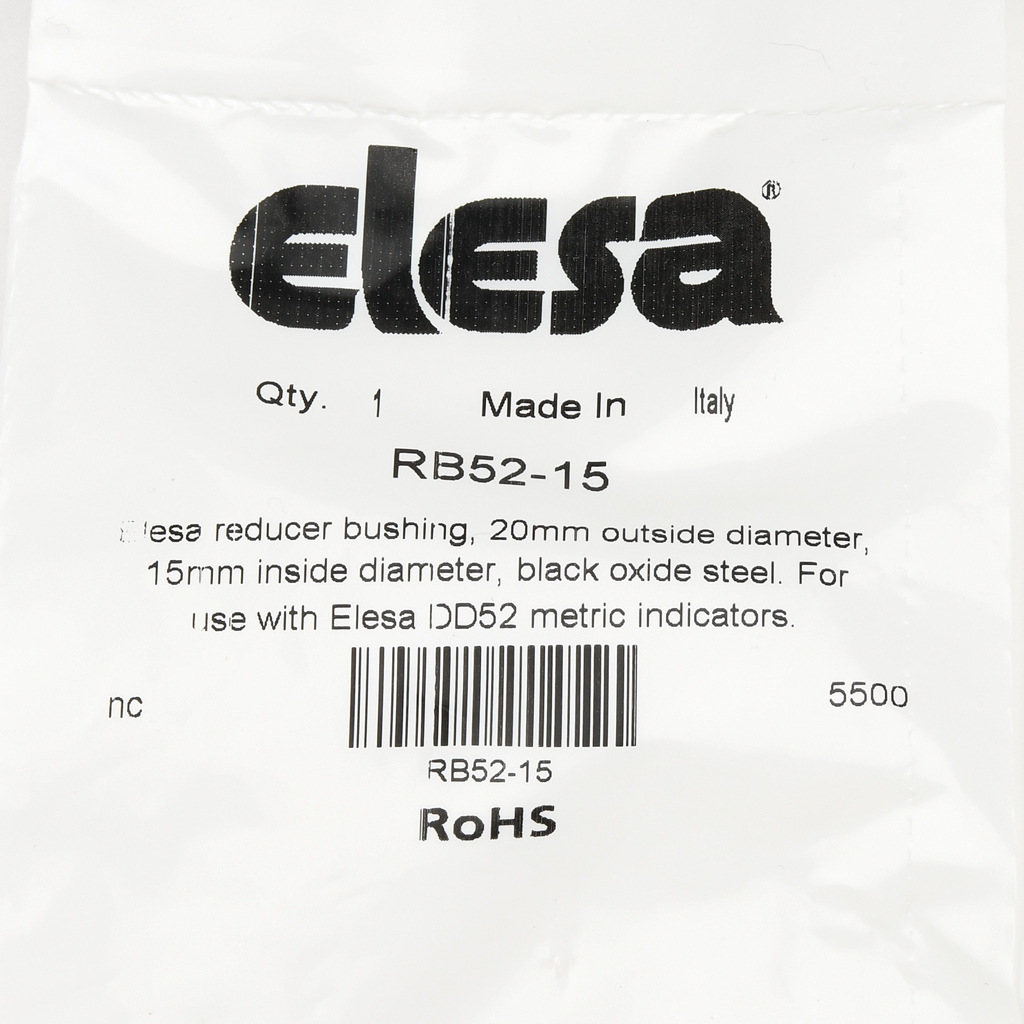 elesa®
Qty. 1 Made In Italy
RB52-15
Elesa reducer bushing, 20mm outside diameter,
15mm inside diameter, black oxide steel. For
use with Elesa DD52 metric indicators.
nc 5500
RB52-15
RoHS